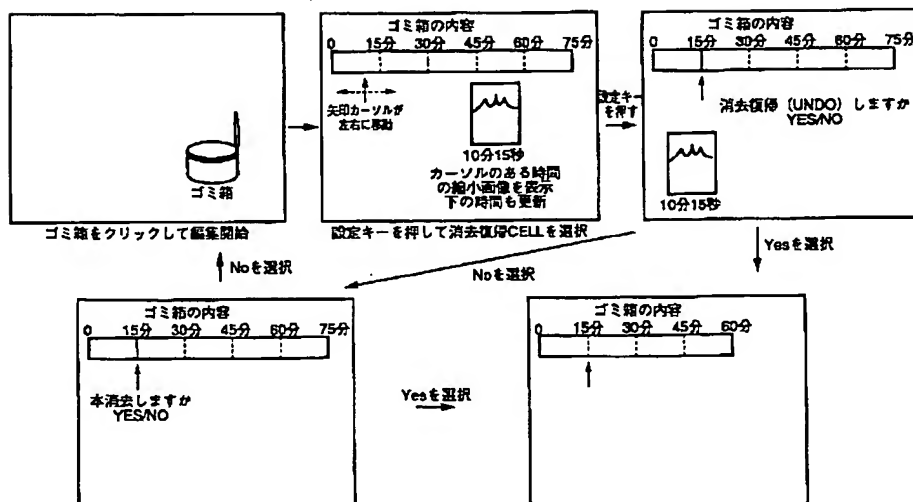 ゴミ箱
ゴミ箱をクリックして編集開始
ゴミ箱の内容
0 15分 30分 45分 60分 75分
矢印カーソルが
左右に移動
10分15秒
カーソルのある時間
の縮小画像を表示
下の時間も更新
設定キーを押して消去復帰CELLを選択
設定キー
を押す
ゴミ箱の内容
0 15分 30分 45分 60分 75分
消去復帰(UNDO)しますか
YES/NO
10分15秒
Noを選択
Noを選択
Yesを選択
ゴミ箱の内容
0 15分 30分 45分 75分
本消去しますか
YES/NO
Yesを選択
ゴミ箱の内容
0 15分 30分 45分 60分